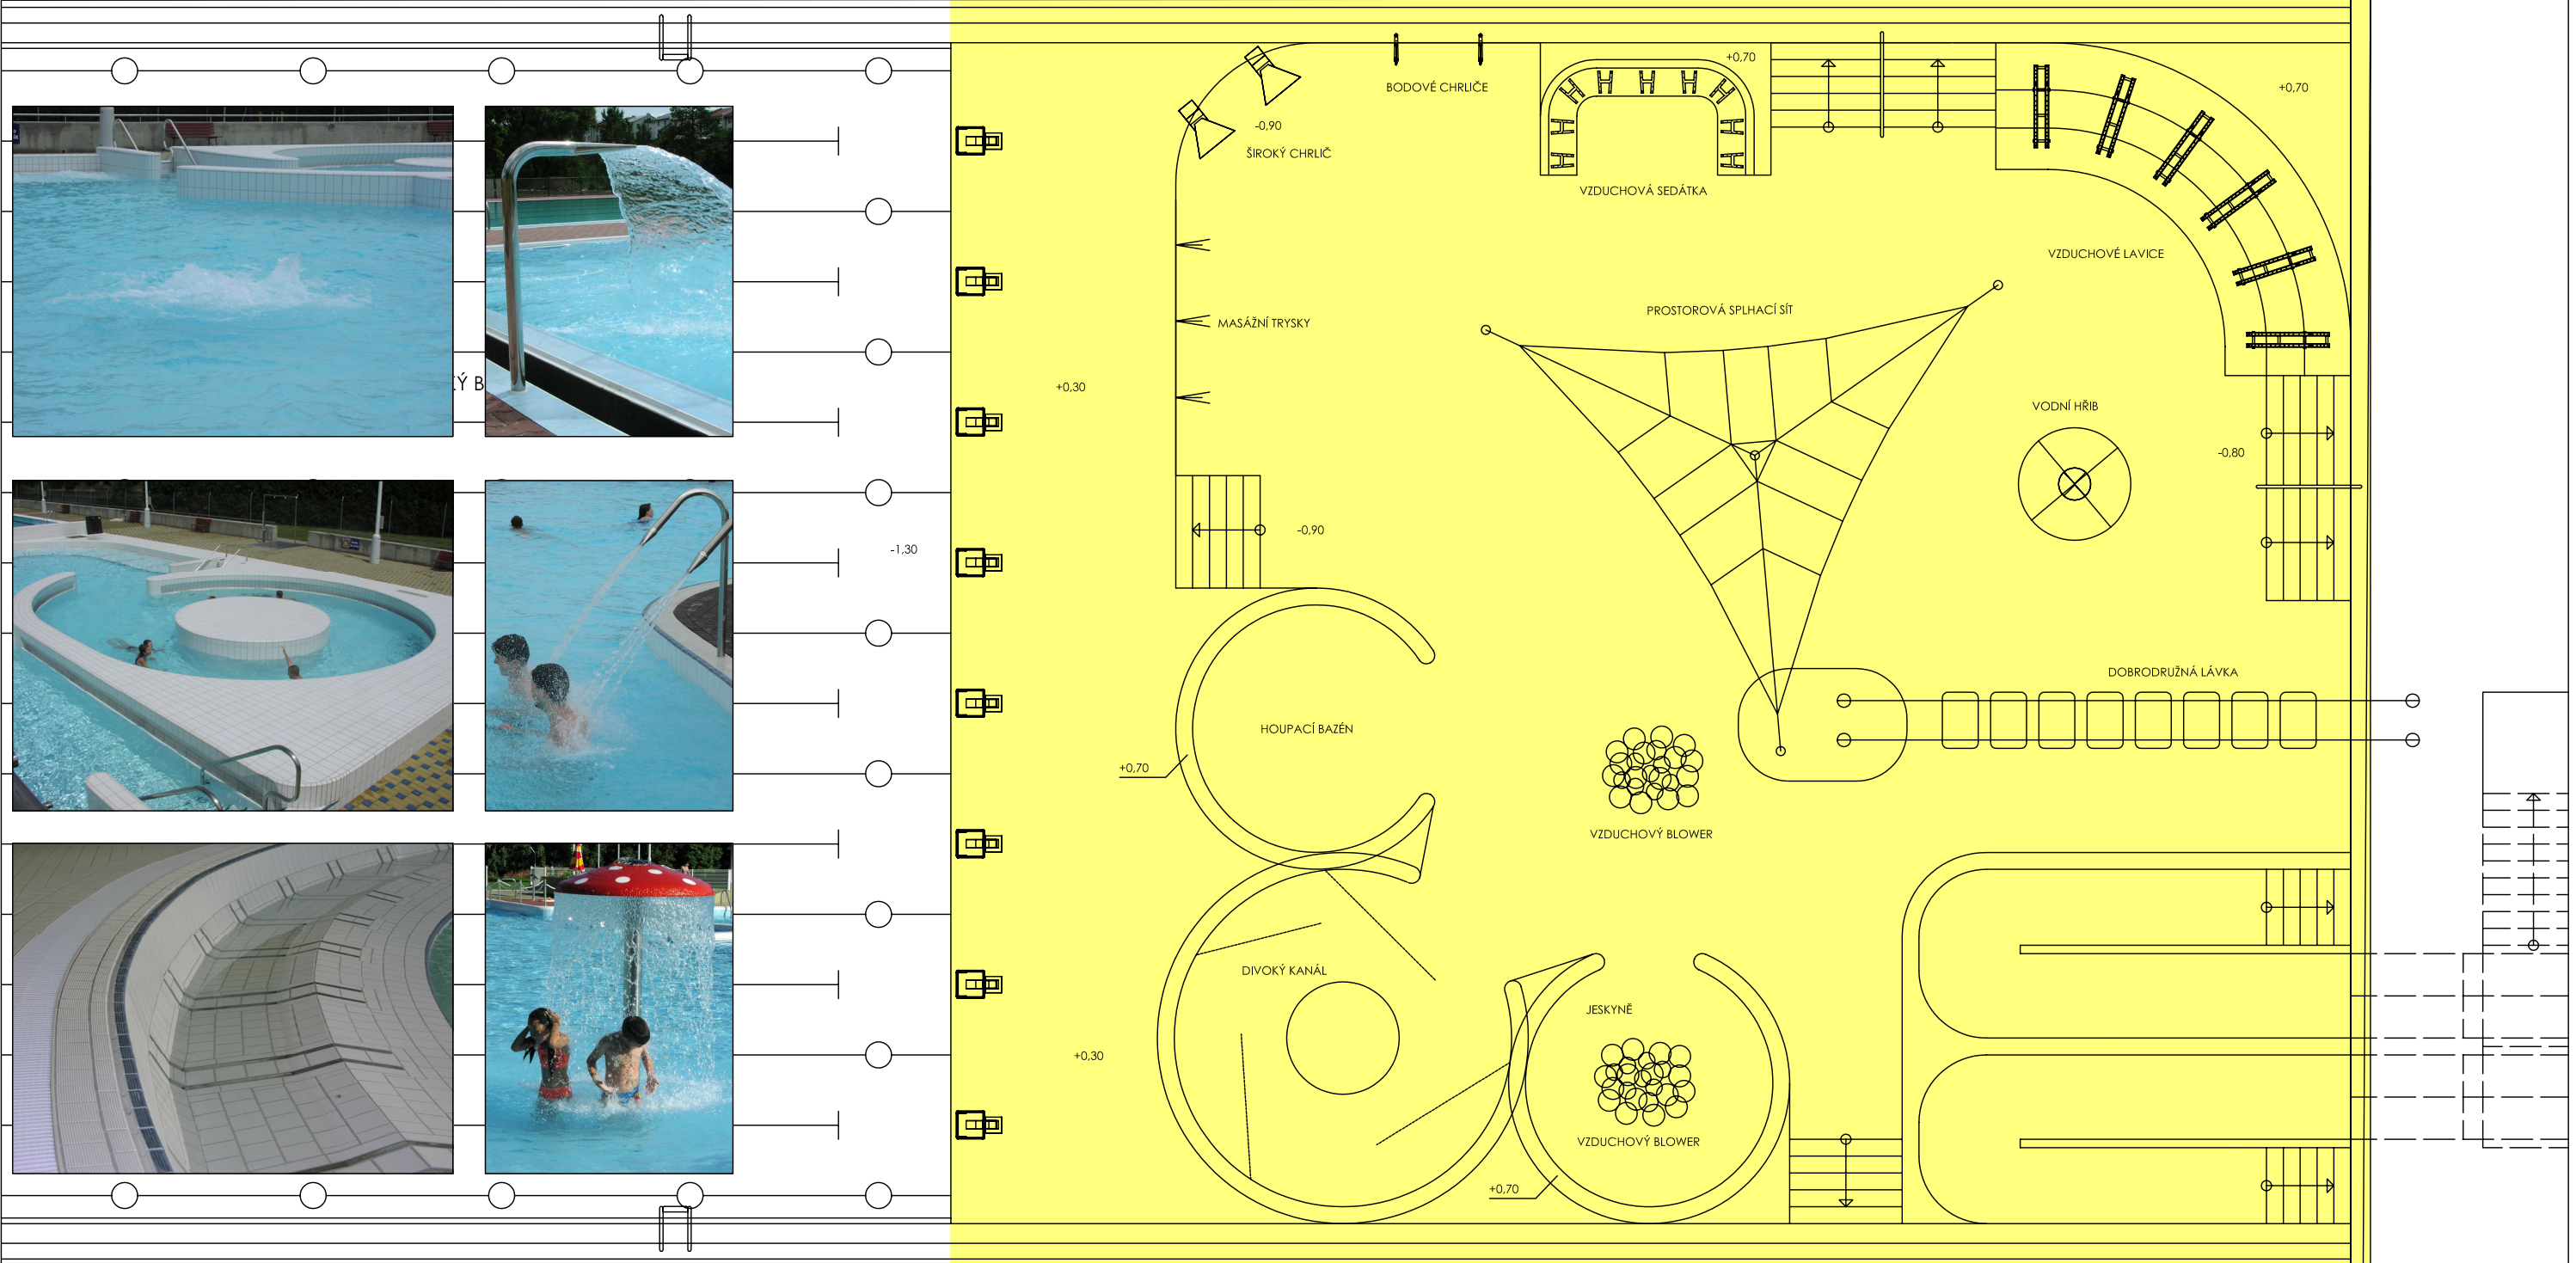 +0,70
BODOVÉ CHRLIČE
+0,70
-0,90
ŠIROKÝ CHRLIČ
VZDUCHOVÁ SEDÁTKA
VZDUCHOVÉ LAVICE
PROSTOROVÁ SPLHACÍ SÍT
MASÁŽNÍ TRYSKY
KÝ B
+0,30
VODNÍ HŘIB
-0,80
-0,90
-1,30
DOBRODRUŽNÁ LÁVKA
HOUPACÍ BAZÉN
+0,70
VZDUCHOVÝ BLOWER
DIVOKÝ KANÁL
JESKYNĚ
+0,30
VZDUCHOVÝ BLOWER
+0,70